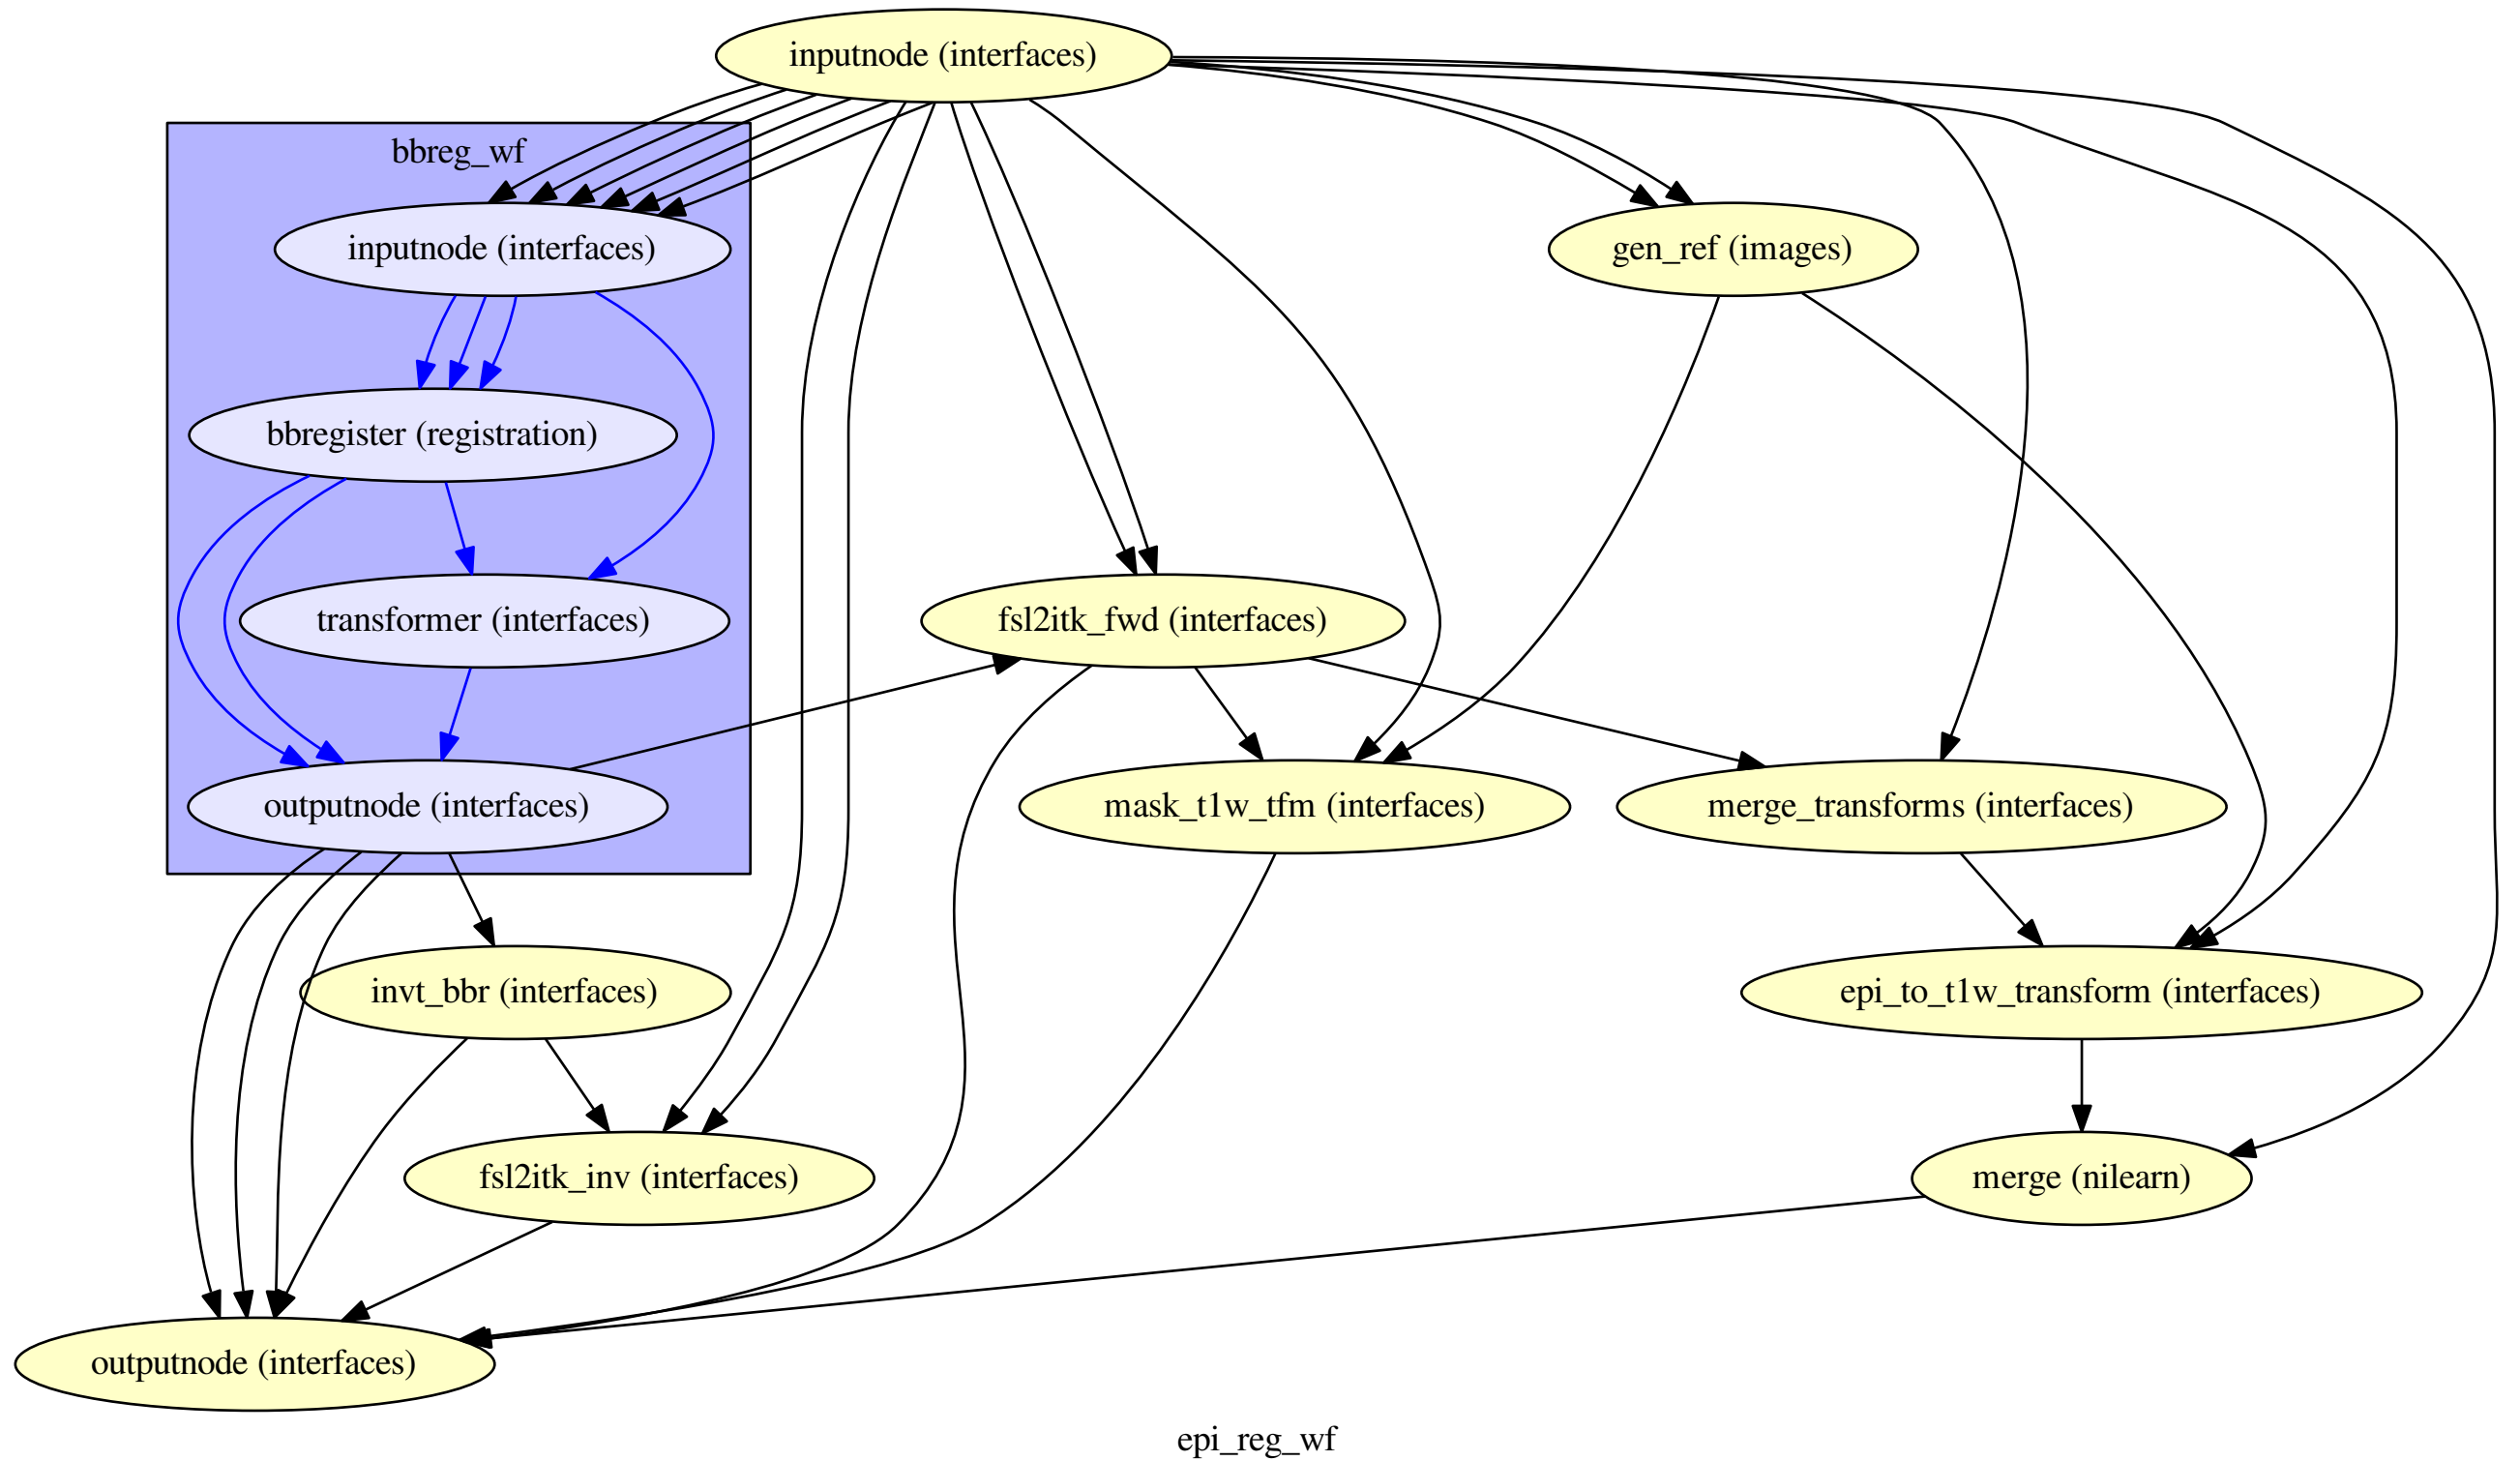 inputnode (interfaces)
bbreg_wf
inputnode (interfaces)
gen_ref (images)
bbregister (registration)
transformer (interfaces)
fsl2itk_fwd (interfaces)
outputnode (interfaces)
mask_t1w_tfm (interfaces)
merge_transforms (interfaces)
invt_bbr (interfaces)
epi_to_t1w_transform (interfaces)
fsl2itk_inv (interfaces)
merge (nilearn)
outputnode (interfaces)
epi_reg_wf